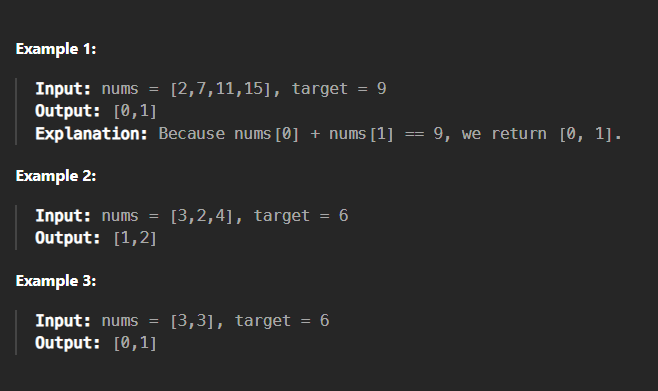 Example 1:
Input: nums = [2,7,11,15], target = 9
Output: [0,1]
Explanation: Because nums[0] + nums[1] == 9, we return [0, 1].
Example 2:
Input: nums = [3,2,4], target = 6
Output: [1,2]
Example 3:
Input: nums = [3,3], target = 6
Output: [0,1]